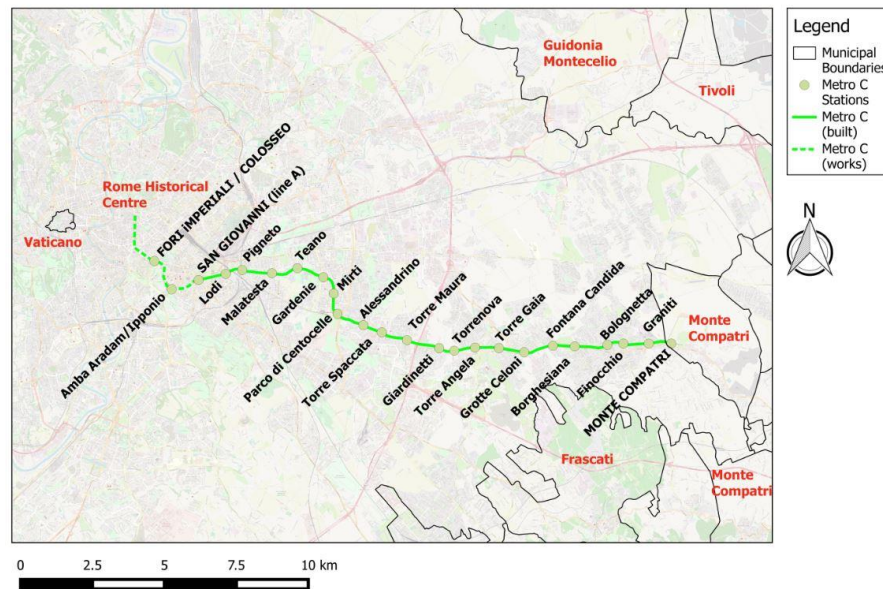 Guidonia
Montecelio
Tivoli
Rome Historical
Centre
Vaticano
FORI iMPERIALI / COLOSSEO
SAN GIOVANNI (line A)
Amba Aradam/Ipponio
Lodi
Pigneto
Malatesta
Teano
Gardenie
Mirti
Parco di Centocelle
Alessandrino
Torre Spaccata
Torre Maura
Giardinetti
Torrenova
Torre Angela
Torre Gaia
Grotte Celoni
Fontana Candida
Borghesiana
Bolognetta
Finocchio
Graniti
MONTE COMPATRI
Monte
Compatri
Frascati
Monte
Compatri
Legend
Municipal
Boundaries
Metro C
Stations
Metro C
(built)
Metro C
(works)
N
0 2.5 5 7.5 10 km